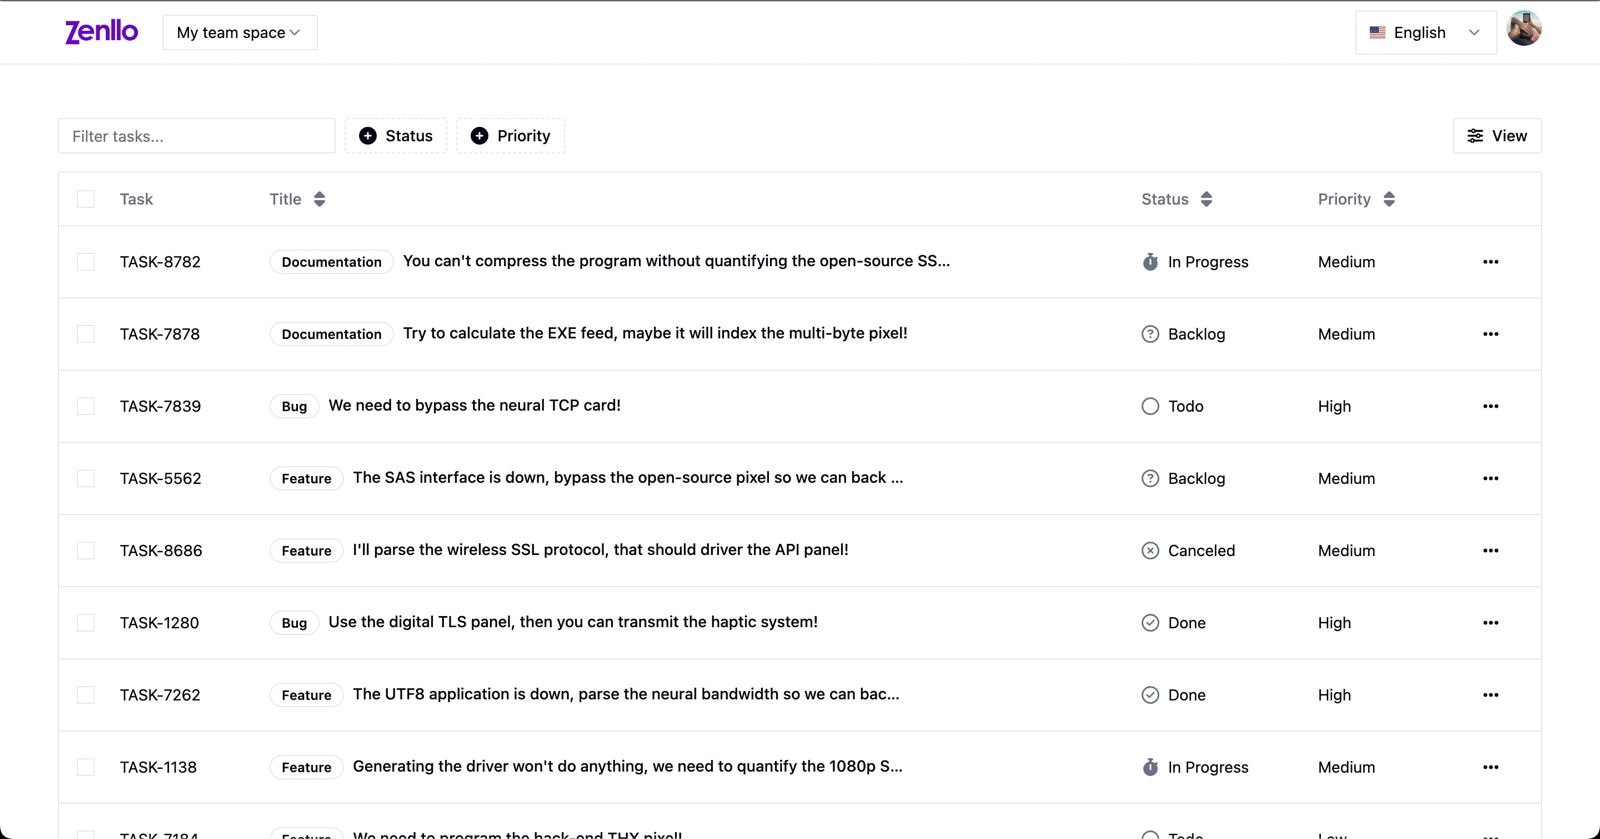 Zenllo My team space English
Filter tasks... Status Priority View
Task Title Status Priority
TASK-8782 Documentation You can't compress the program without quantifying the open-source SS... In Progress Medium
TASK-7878 Documentation Try to calculate the EXE feed, maybe it will index the multi-byte pixel! Backlog Medium
TASK-7839 Bug We need to bypass the neural TCP card! Todo High
TASK-5562 Feature The SAS interface is down, bypass the open-source pixel so we can back ... Backlog Medium
TASK-8686 Feature I'll parse the wireless SSL protocol, that should driver the API panel! Canceled Medium
TASK-1280 Bug Use the digital TLS panel, then you can transmit the haptic system! Done High
TASK-7262 Feature The UTF8 application is down, parse the neural bandwidth so we can bac... Done High
TASK-1138 Feature Generating the driver won't do anything, we need to quantify the 1080p S... In Progress Medium
TASK-7184 Feature We need to program the back-end THX pixel! Todo Low